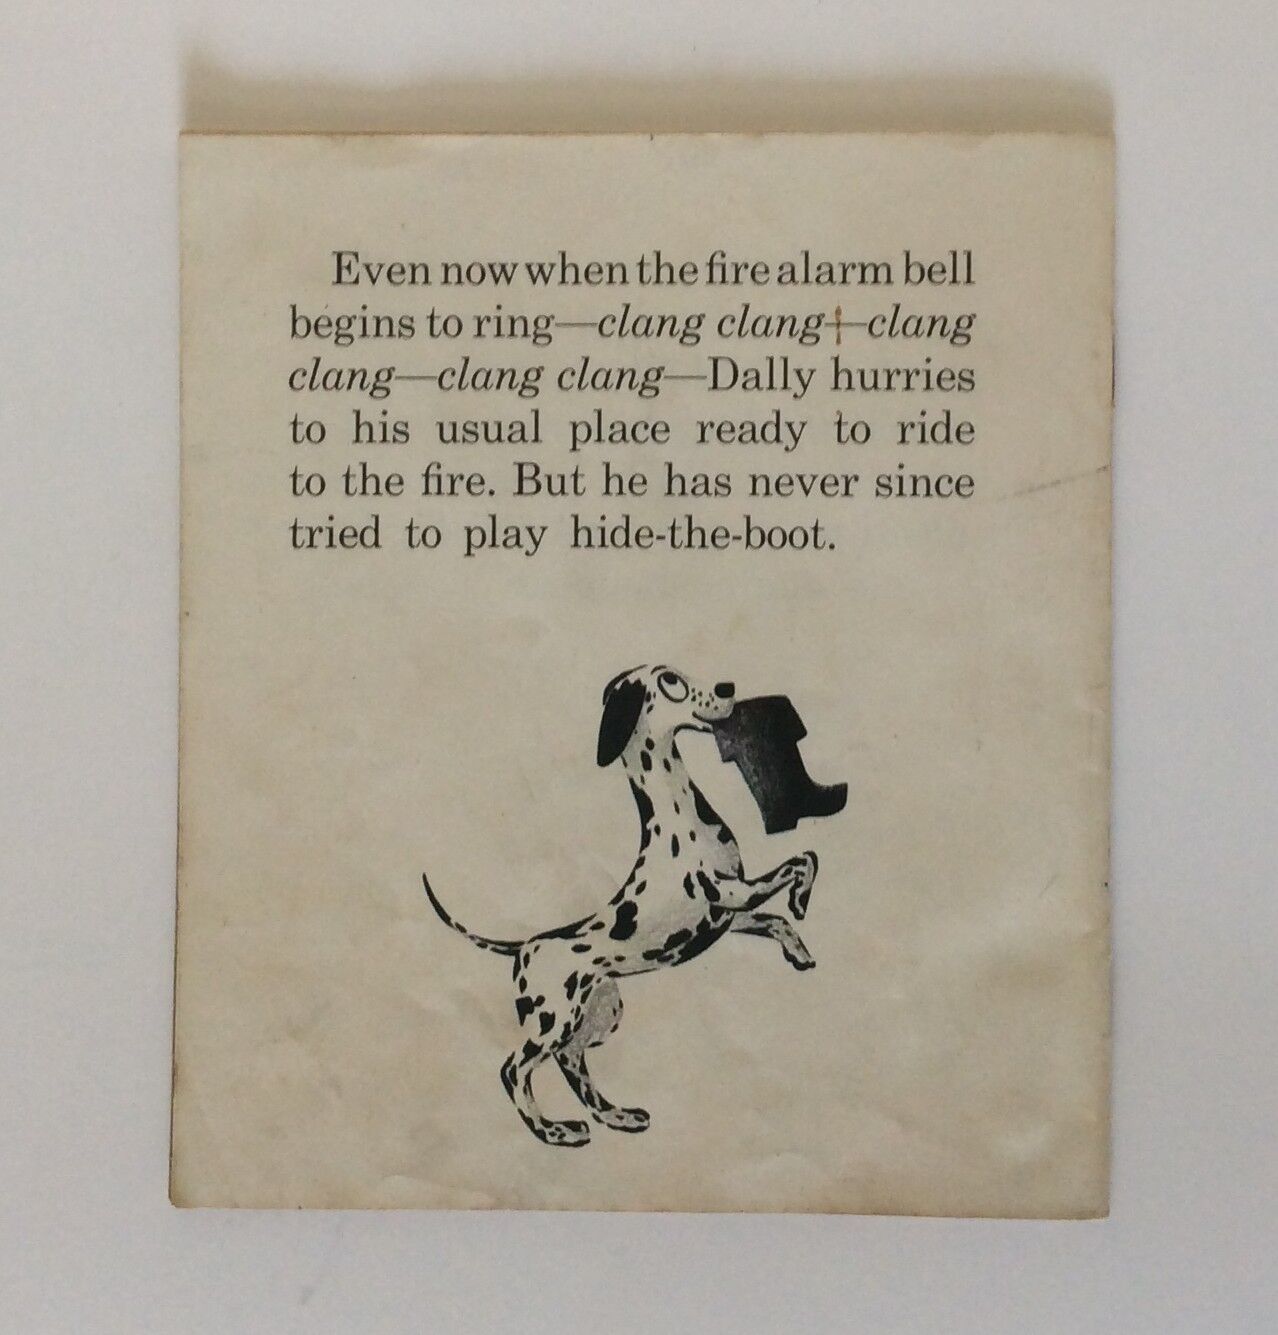 Even now when the fire alarm bell
begins to ring—clang clang—clang
clang—clang clang—Dally hurries
to his usual place ready to ride
to the fire. But he has never since
tried to play hide-the-boot.